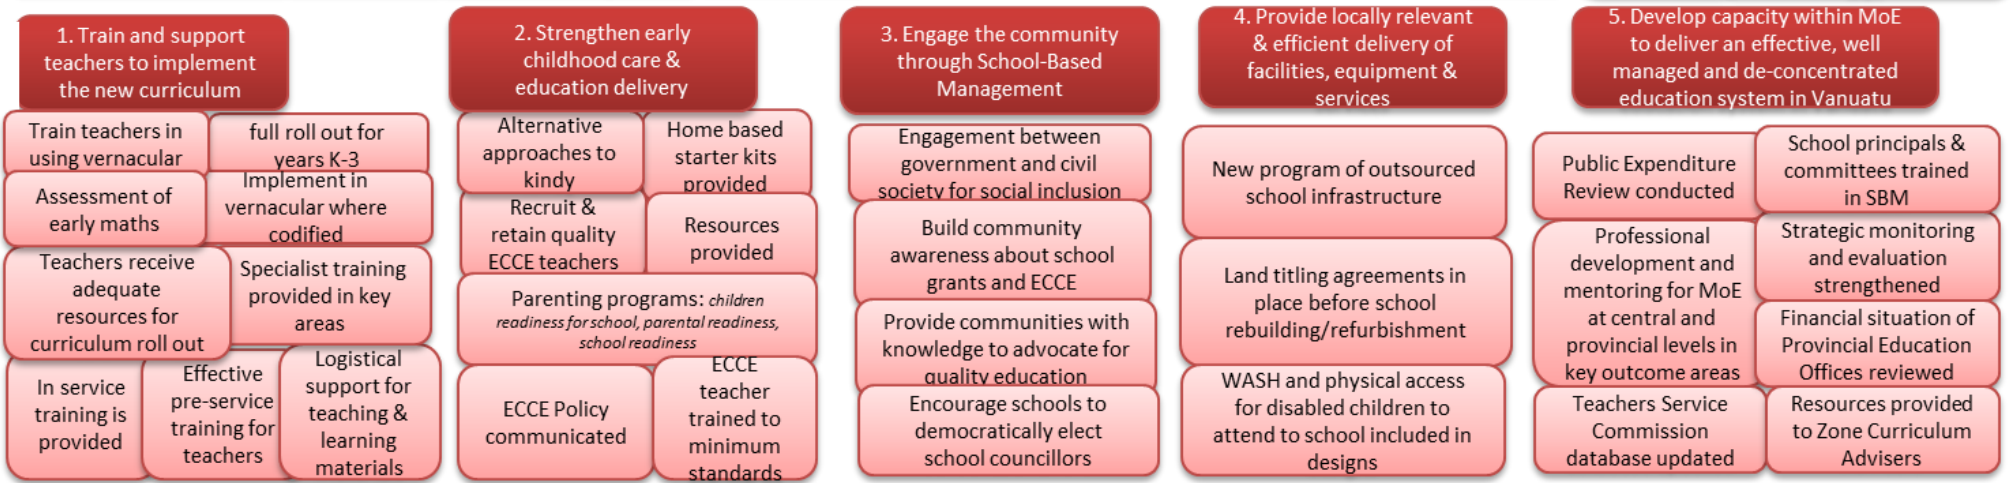 1. Train and support
teachers to implement
the new curriculum
Train teachers in
using vernacular
full roll out for
years K-3
Assessment of
early maths
Implement in
vernacular where
codified
Teachers receive
adequate
resources for
curriculum roll out
Specialist training
provided in key
areas
In service
training is
provided
Effective
pre-service
training for
teachers
Logistical
support for
teaching &
learning
materials
2. Strengthen early
childhood care &
education delivery
Alternative
approaches to
kindy
Home based
starter kits
provided
Recruit &
retain quality
ECCE teachers
Resources
provided
Parenting programs: children
readiness for school, parental readiness,
school readiness
ECCE Policy
communicated
ECCE
teacher
trained to
minimum
standards
3. Engage the community
through School-Based
Management
Engagement between
government and civil
society for social inclusion
Build community
awareness about school
grants and ECCE
Provide communities with
knowledge to advocate for
quality education
Encourage schools to
democratically elect
school councillors
4. Provide locally relevant
& efficient delivery of
facilities, equipment &
services
New program of outsourced
school infrastructure
Land titling agreements in
place before school
rebuilding/refurbishment
WASH and physical access
for disabled children to
attend to school included in
designs
5. Develop capacity within MoE
to deliver an effective, well
managed and de-concentrated
education system in Vanuatu
Public Expenditure
Review conducted
School principals &
committees trained
in SBM
Professional
development and
mentoring for MoE
at central and
provincial levels in
key outcome areas
Strategic monitoring
and evaluation
strengthened
Financial situation of
Provincial Education
Offices reviewed
Teachers Service
Commission
database updated
Resources provided
to Zone Curriculum
Advisers